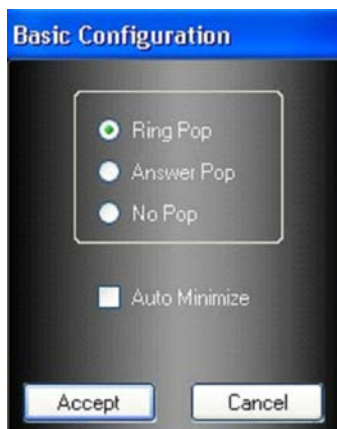 Basic Configuration
Ring Pop
Answer Pop
No Pop
Auto Minimize
Accept
Cancel